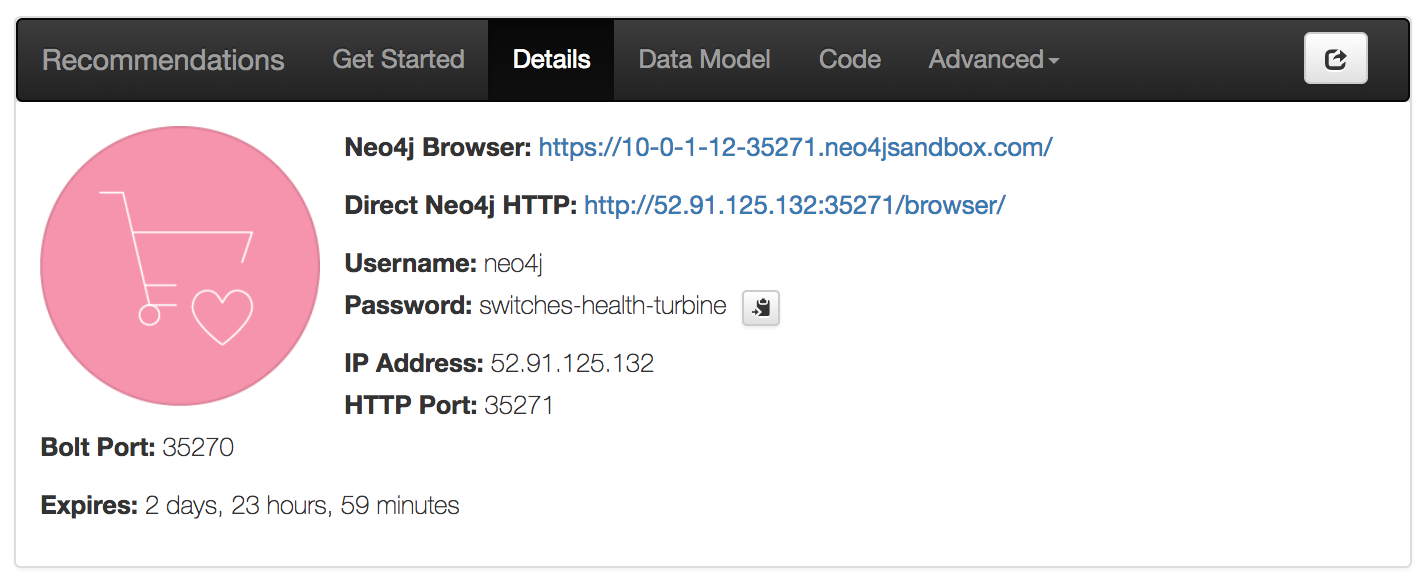 Recommendations Get Started Details Data Model Code Advanced
Neo4j Browser: https://10-0-1-12-35271.neo4jsandbox.com/
Direct Neo4j HTTP: http://52.91.125.132:35271/browser/
Username: neo4j
Password: switches-health-turbine
IP Address: 52.91.125.132
HTTP Port: 35271
Bolt Port: 35270
Expires: 2 days, 23 hours, 59 minutes